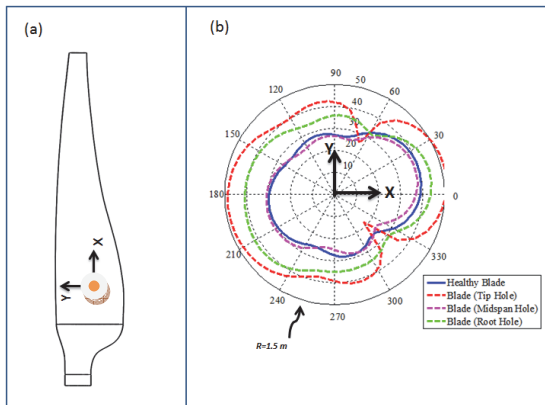 (a)
X
Y
(b)
90
50
120
60
40
30
150
30
20
10
Y
X
180
0
210
330
240
300
270
R=1.5 m
Healthy Blade
Blade (Tip Hole)
Blade (Midspan Hole)
Blade (Root Hole)